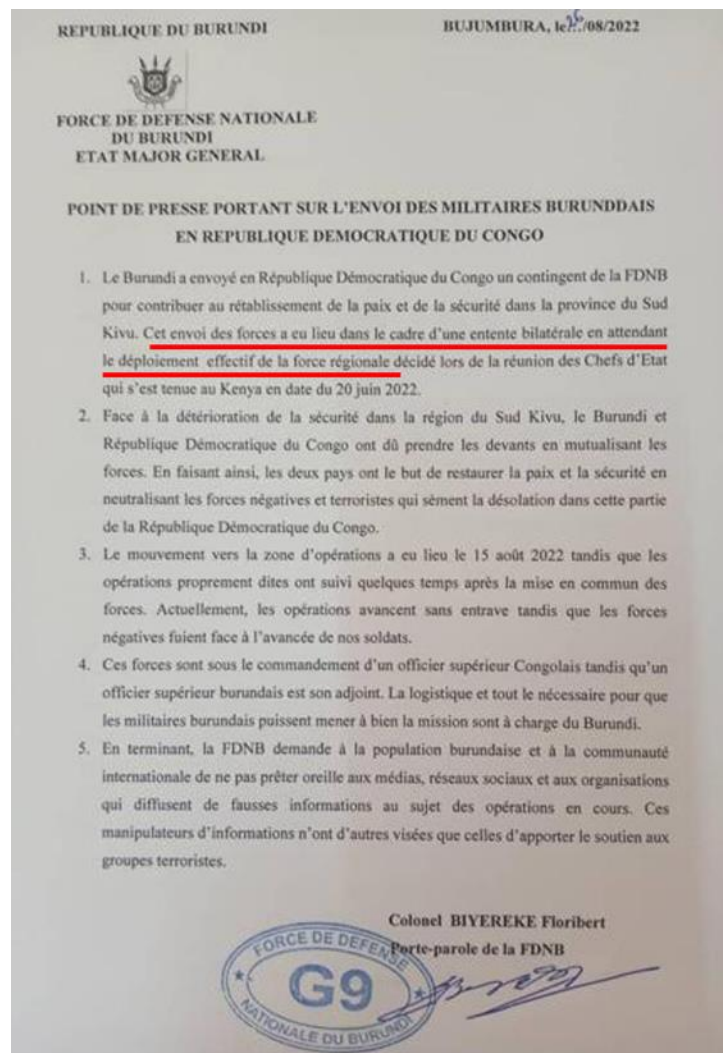 REPUBLIQUE DU BURUNDI
BUJUMBURA, le 26/08/2022
FORCE DE DEFENSE NATIONALE
DU BURUNDI
ETAT MAJOR GENERAL
POINT DE PRESSE PORTANT SUR L'ENVOI DES MILITAIRES BURUNDDAIS
EN REPUBLIQUE DEMOCRATIQUE DU CONGO
1. Le Burundi a envoyé en République Démocratique du Congo un contingent de la FDNB
pour contribuer au rétablissement de la paix et de la sécurité dans la province du Sud
Kivu. Cet envoi des forces a eu lieu dans le cadre d'une entente bilatérale en attendant
le déploiement effectif de la force régionale décidé lors de la réunion des Chefs d'Etat
qui s'est tenue au Kenya en date du 20 juin 2022.
2. Face à la détérioration de la sécurité dans la région du Sud Kivu, le Burundi et
République Démocratique du Congo ont dû prendre les devants en mutualisant les
forces. En faisant ainsi, les deux pays ont le but de restaurer la paix et la sécurité en
neutralisant les forces négatives et terroristes qui sèment la désolation dans cette partie
de la République Démocratique du Congo.
3. Le mouvement vers la zone d'opérations a eu lieu le 15 août 2022 tandis que les
opérations proprement dites ont suivi quelques temps après la mise en commun des
forces. Actuellement, les opérations avancent sans entrave tandis que les forces
négatives fuient face à l'avancée de nos soldats.
4. Ces forces sont sous le commandement d'un officier supérieur Congolais tandis qu'un
officier supérieur burundais est son adjoint. La logistique et tout le nécessaire pour que
les militaires burundais puissent mener à bien la mission sont à charge du Burundi.
5. En terminant, la FDNB demande à la population burundaise et à la communauté
internationale de ne pas prêter oreille aux médias, réseaux sociaux et aux organisations
qui diffusent de fausses informations au sujet des opérations en cours. Ces
manipulateurs d'informations n'ont d'autres visées que celles d'apporter le soutien aux
groupes terroristes.
Colonel BIYEREKE Floribert
Porte-parole de la FDNB
FORCE DE DEFENSE
G9
NATIONALE DU BURUNDI